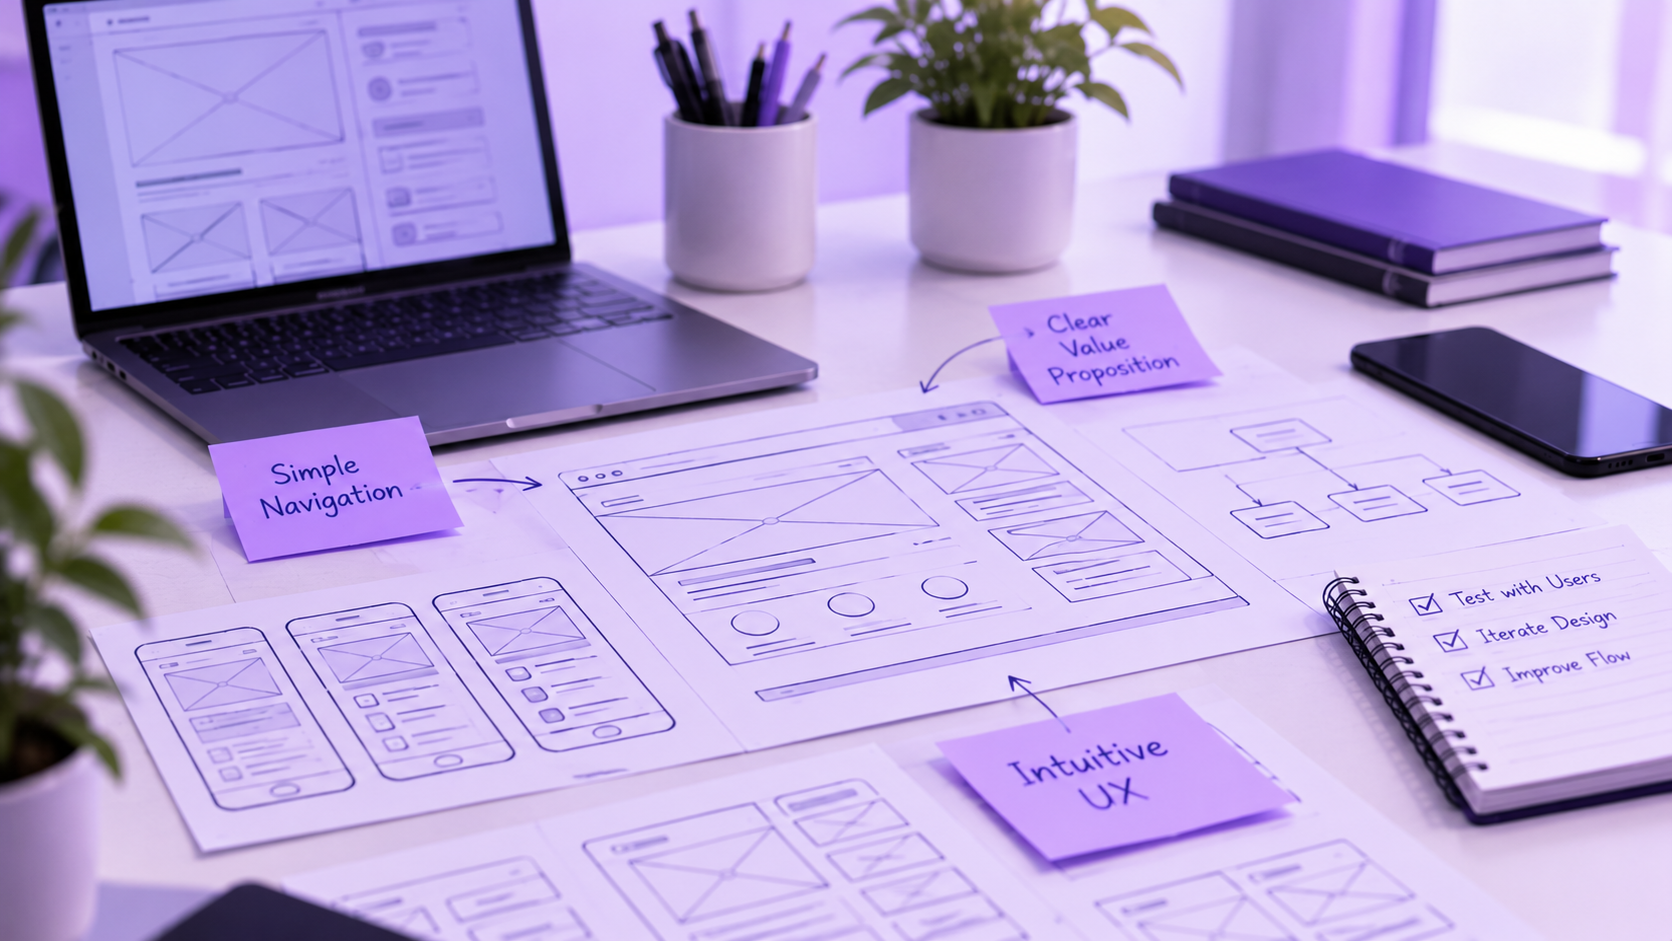 Clear
Value
Proposition
Simple
Navigation
Test with Users
Iterate Design
Improve Flow
Intuitive
UX